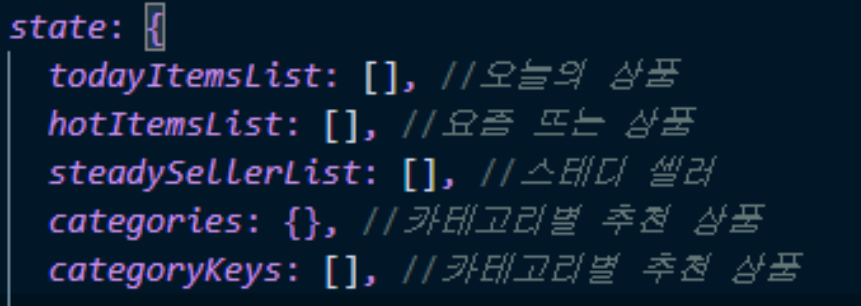 state: {
todayItemsList: [], //오늘의 상품
hotItemsList: [], //요즘 뜨는 상품
steadySellerList: [], //스테디 셀러
categories: {}, //카테고리별 추천 상품
categoryKeys: [], //카테고리별 추천 상품